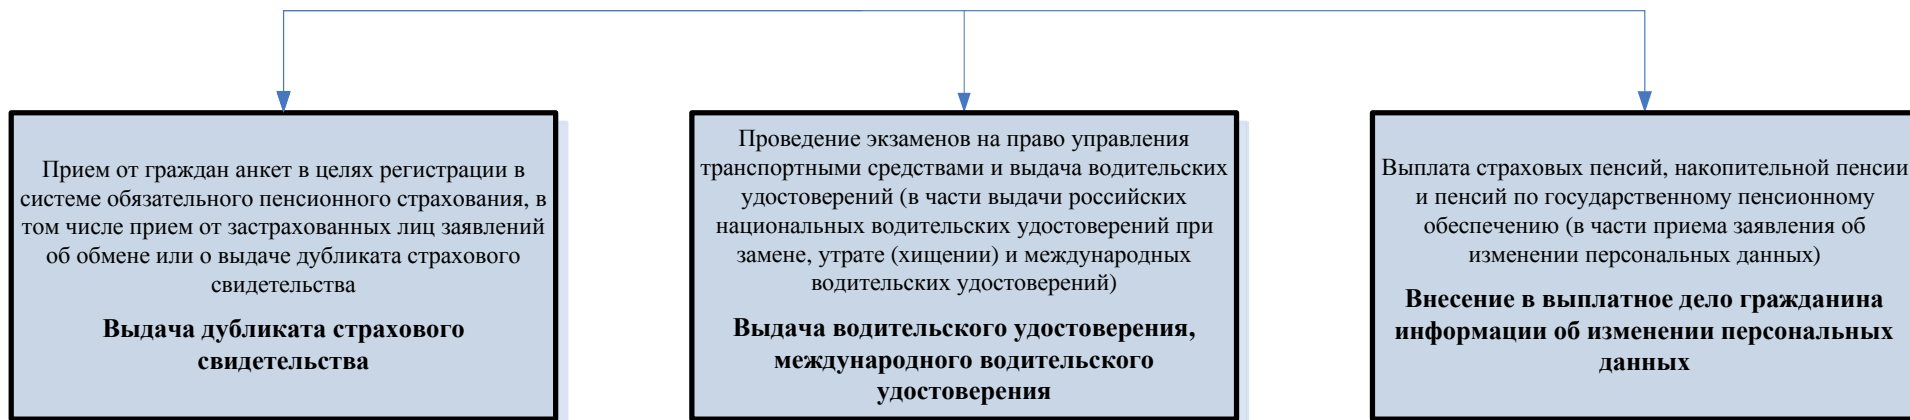 Прием от граждан анкет в целях регистрации в
системе обязательного пенсионного страхования, в
том числе прием от застрахованных лиц заявлений
об обмене или о выдаче дубликата страхового
свидетельства
Выдача дубликата страхового
свидетельства
Проведение экзаменов на право управления
транспортными средствами и выдача водительских
удостоверений (в части выдачи российских
национальных водительских удостоверений при
замене, утрате (хищении) и международных
водительских удостоверений)
Выдача водительского удостоверения,
международного водительского
удостоверения
Выплата страховых пенсий, накопительной пенсии
и пенсий по государственному пенсионному
обеспечению (в части приема заявления об
изменении персональных данных)
Внесение в выплатное дело гражданина
информации об изменении персональных
данных